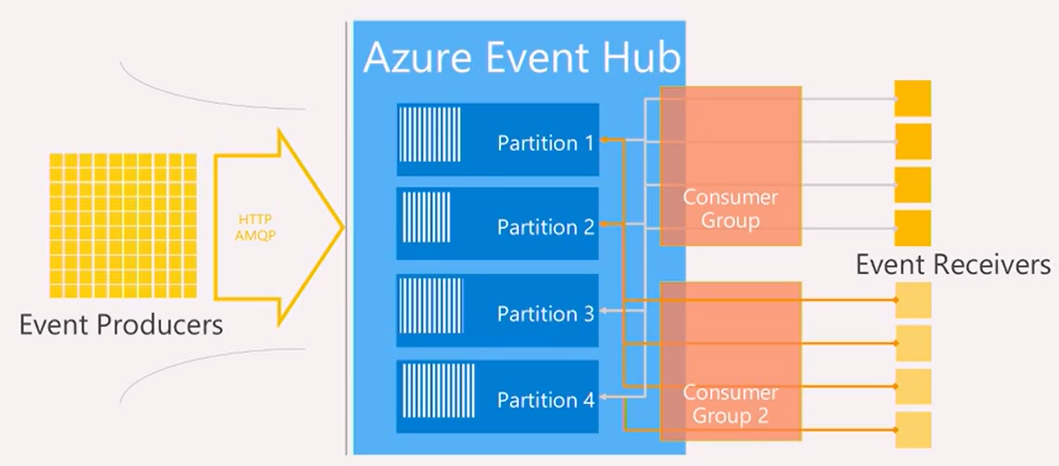 Azure Event Hub
Partition 1
Partition 2
Partition 3
Partition 4
HTTP
AMQP
Event Producers
Consumer
Group
Consumer
Group 2
Event Receivers